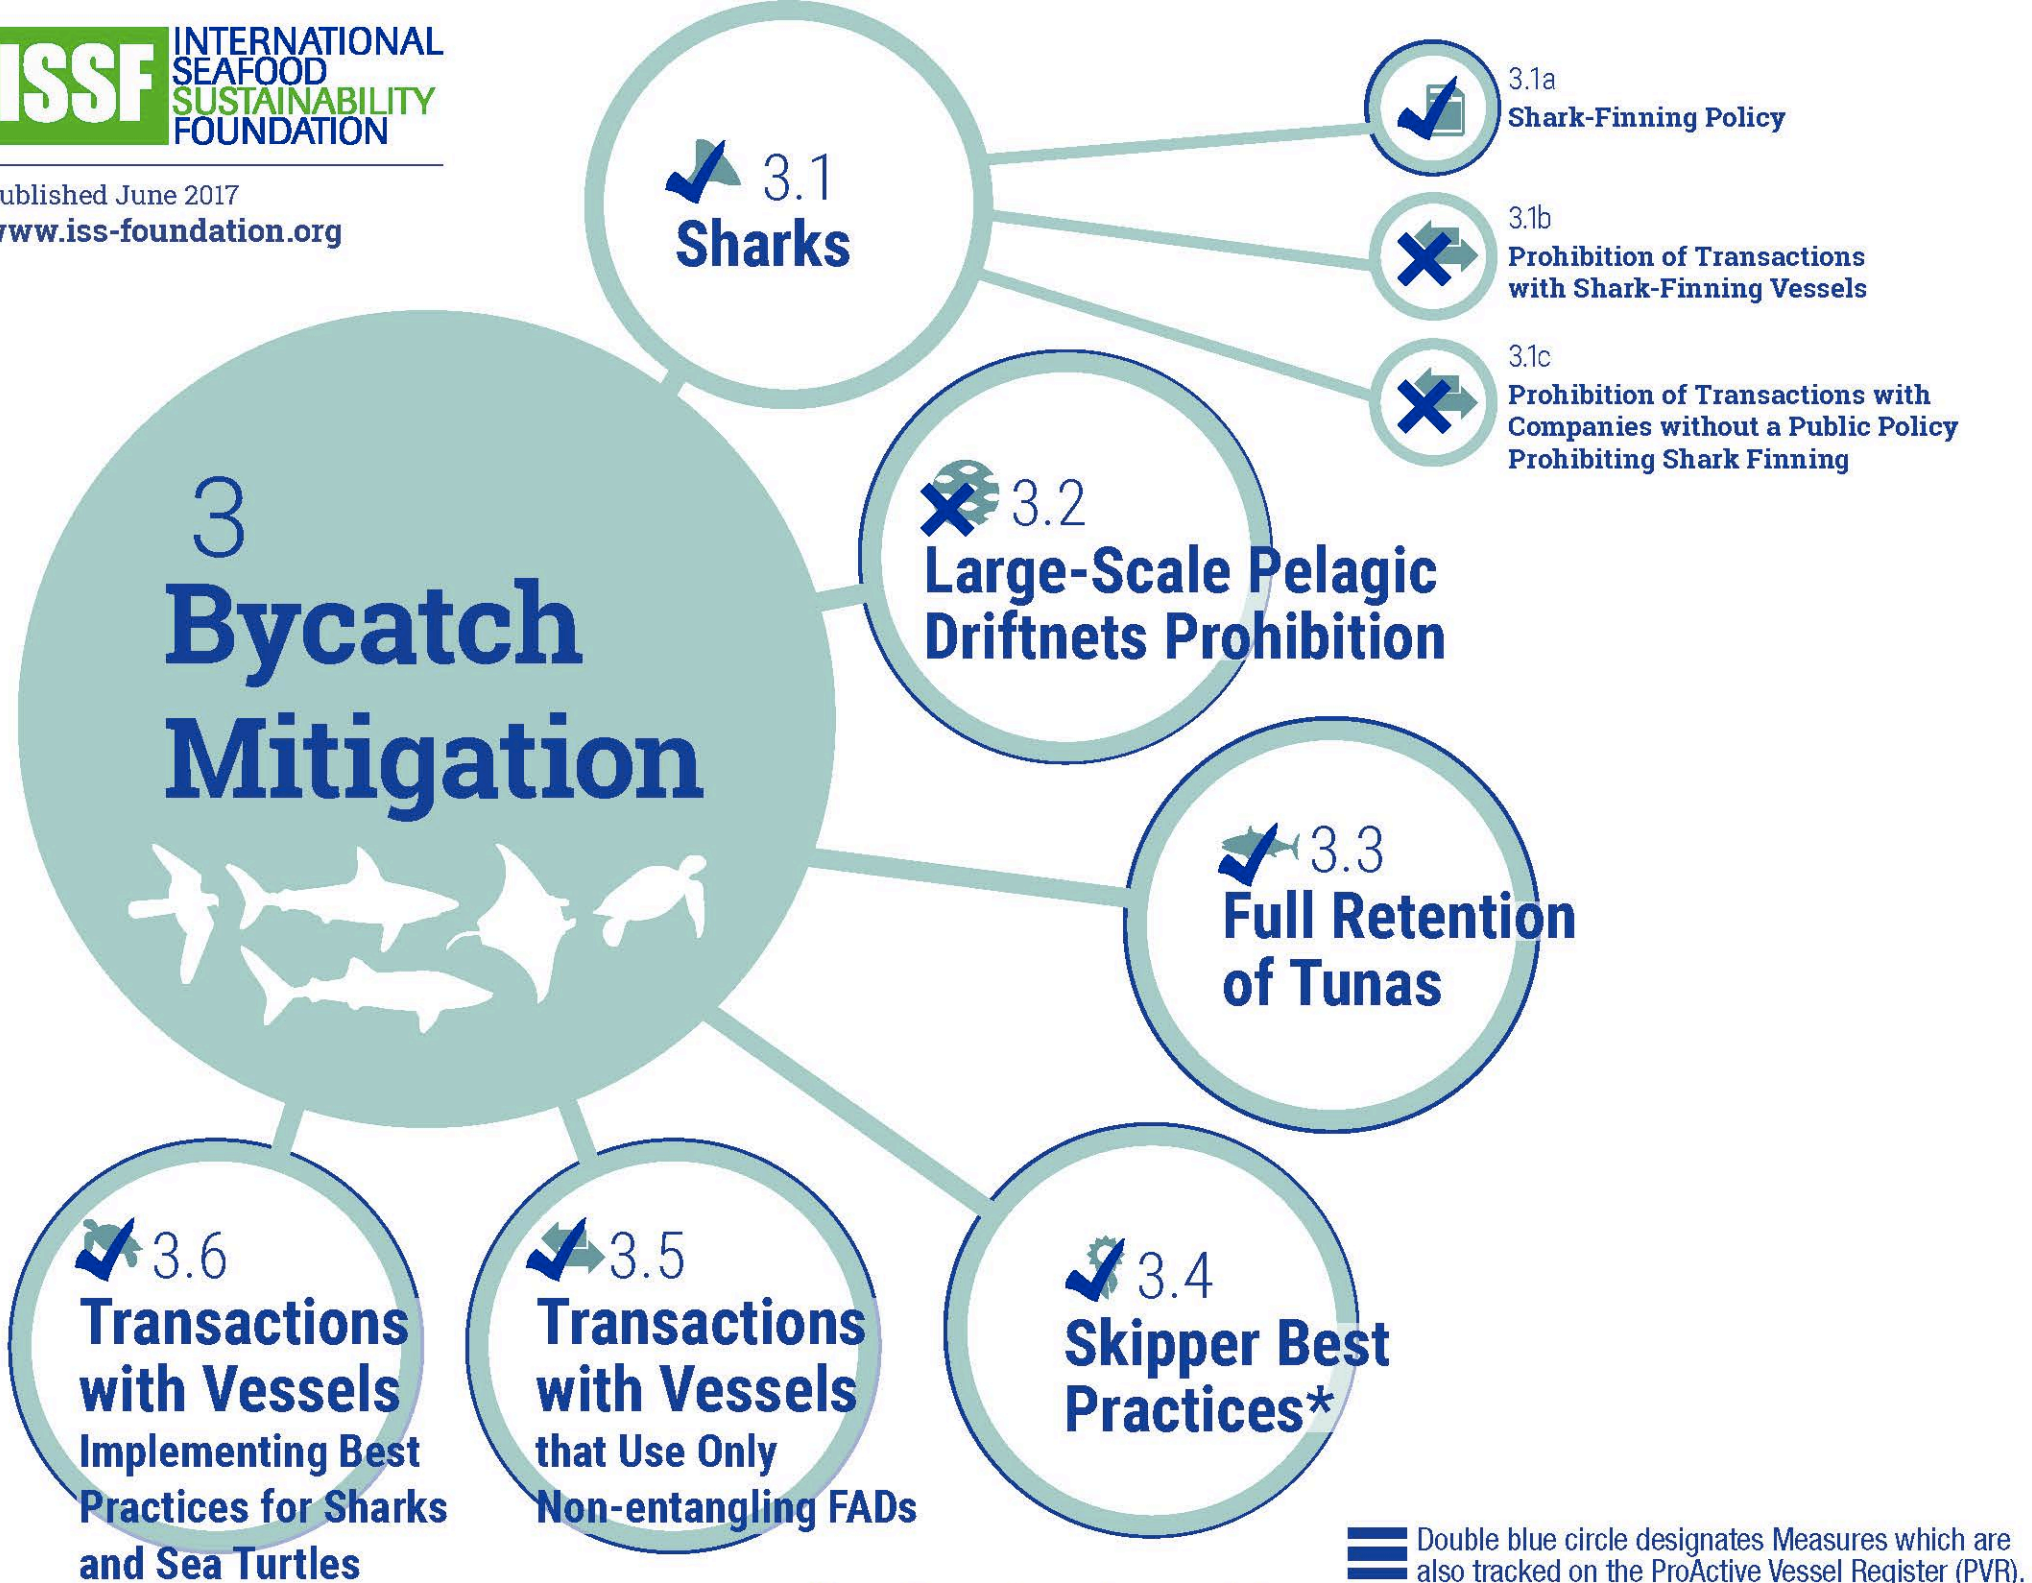 ISSF
INTERNATIONAL
SEAFOOD
SUSTAINABILITY
FOUNDATION
ublished June 2017
ww.iss-foundation.org
3
Bycatch
Mitigation
3.1
Sharks
3.1a
Shark-Finning Policy
3.1b
Prohibition of Transactions
with Shark-Finning Vessels
3.1c
Prohibition of Transactions with
Companies without a Public Policy
Prohibiting Shark Finning
3.2
Large-Scale Pelagic
Driftnets Prohibition
3.3
Full Retention
of Tunas
3.4
Skipper Best
Practices*
3.5
Transactions
with Vessels
that Use Only
Non-entangling FADs
3.6
Transactions
with Vessels
Implementing Best
Practices for Sharks
and Sea Turtles
Double blue circle designates Measures which are
also tracked on the ProActive Vessel Register (PVR).